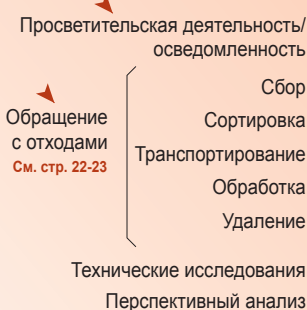 Просветительская деятельность/
осведомленность
Обращение
с отходами
См. стр. 22-23
Сбор
Сортировка
Транспортирование
Обработка
Удаление
Технические исследования
Перспективный анализ